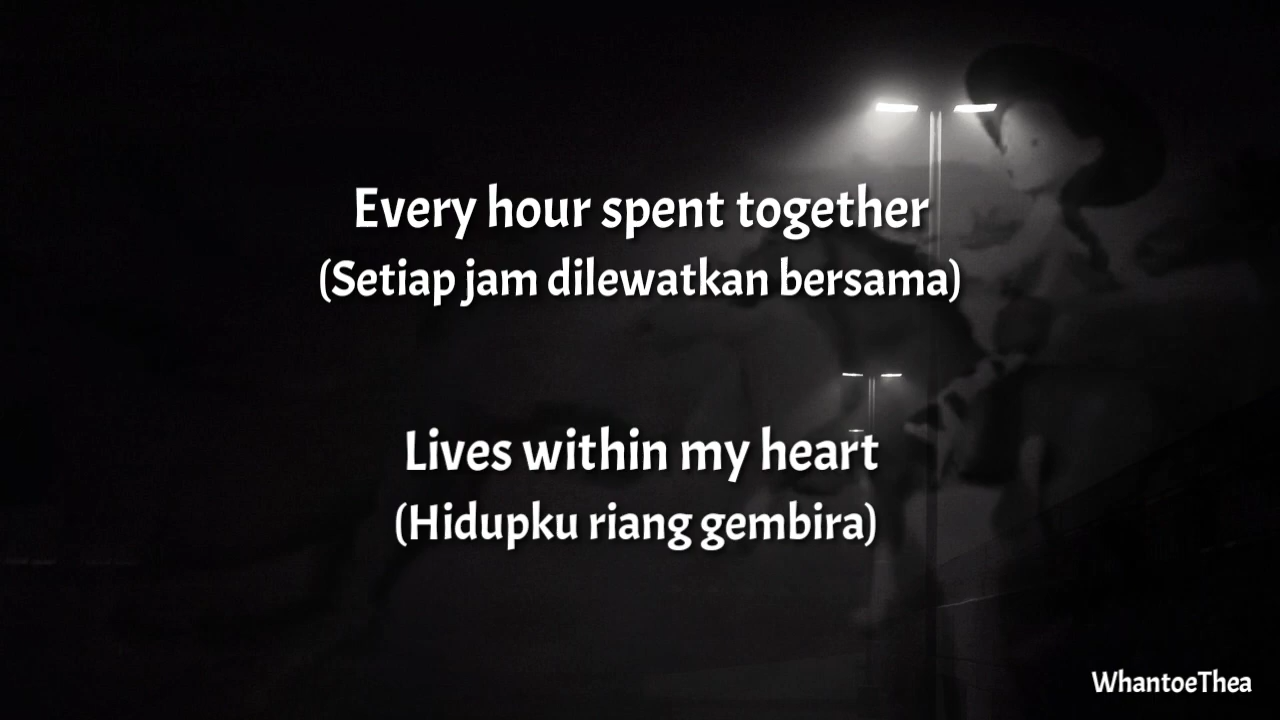 Every hour spent together
(Setiap jam dilewatkan bersama)
Lives within my heart
(Hidupku riang gembira)
WhantoeThea